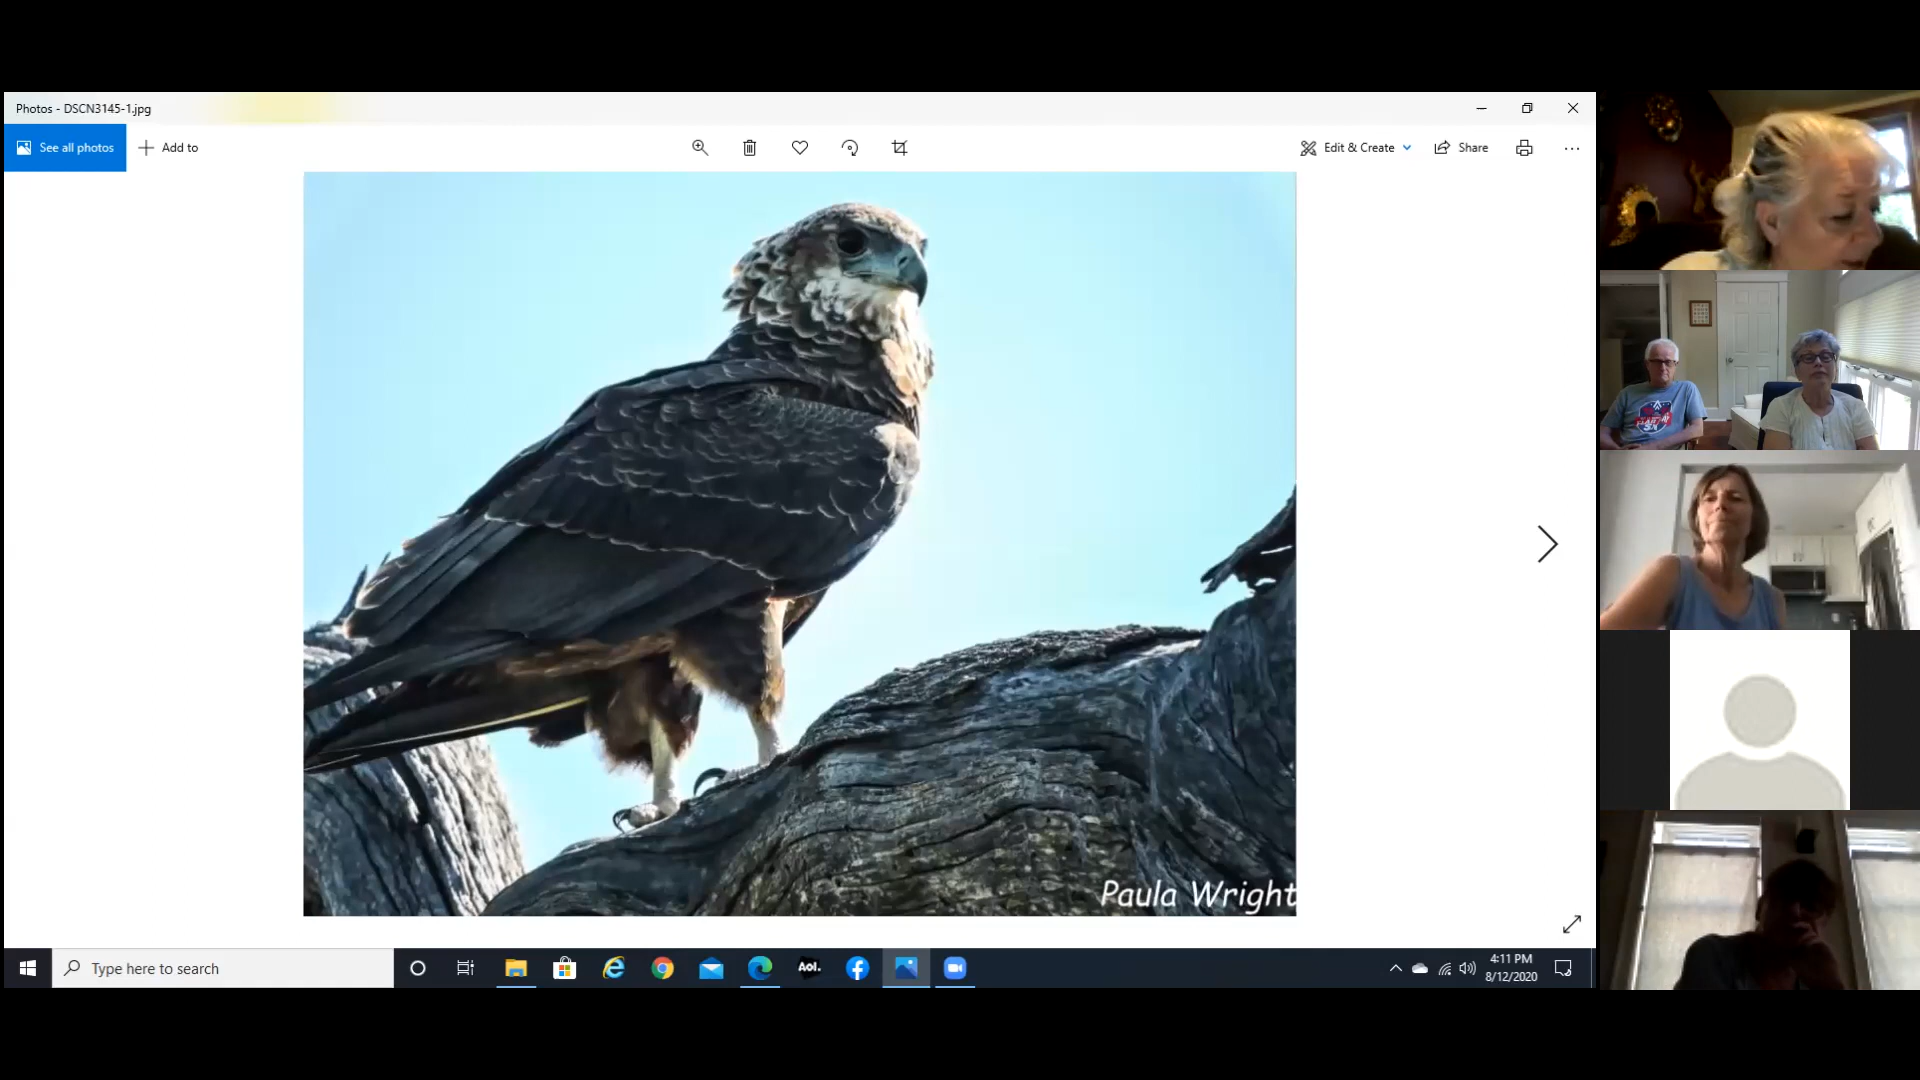 Photos - DSCN3145-1.jpg
See all photos
Add to
Edit & Create
Share
Paula Wright
Type here to search
Aol.
4:11 PM
8/12/2020